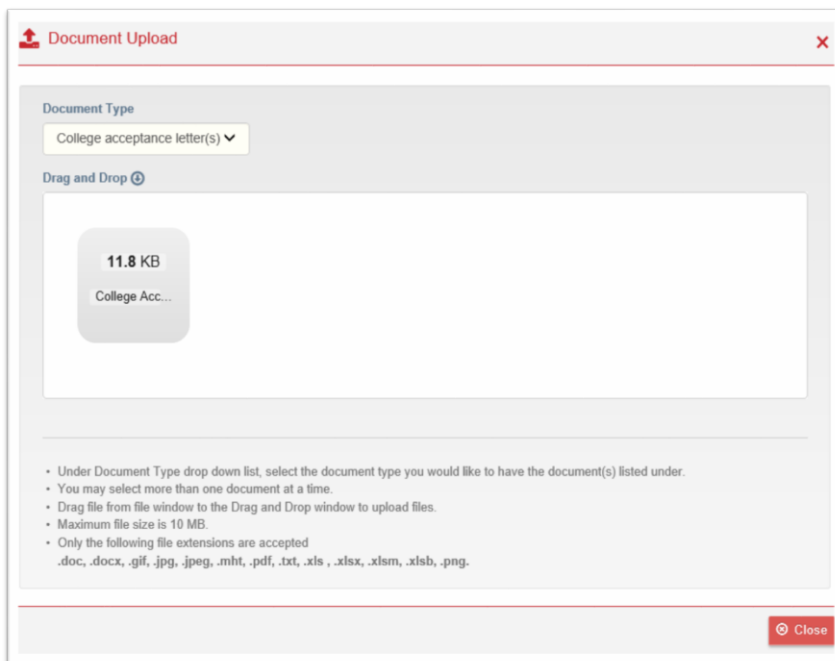 Document Upload
Document Type
College acceptance letter(s)
Drag and Drop
11.8 KB
College Acc...
• Under Document Type drop down list, select the document type you would like to have the document(s) listed under.
• You may select more than one document at a time.
• Drag file from file window to the Drag and Drop window to upload files.
• Maximum file size is 10 MB.
• Only the following file extensions are accepted
.doc, .docx, .gif, .jpg, .jpeg, .mht, .pdf, .txt, .xls , .xlsx, .xlsm, .xlsb, .png.
Close